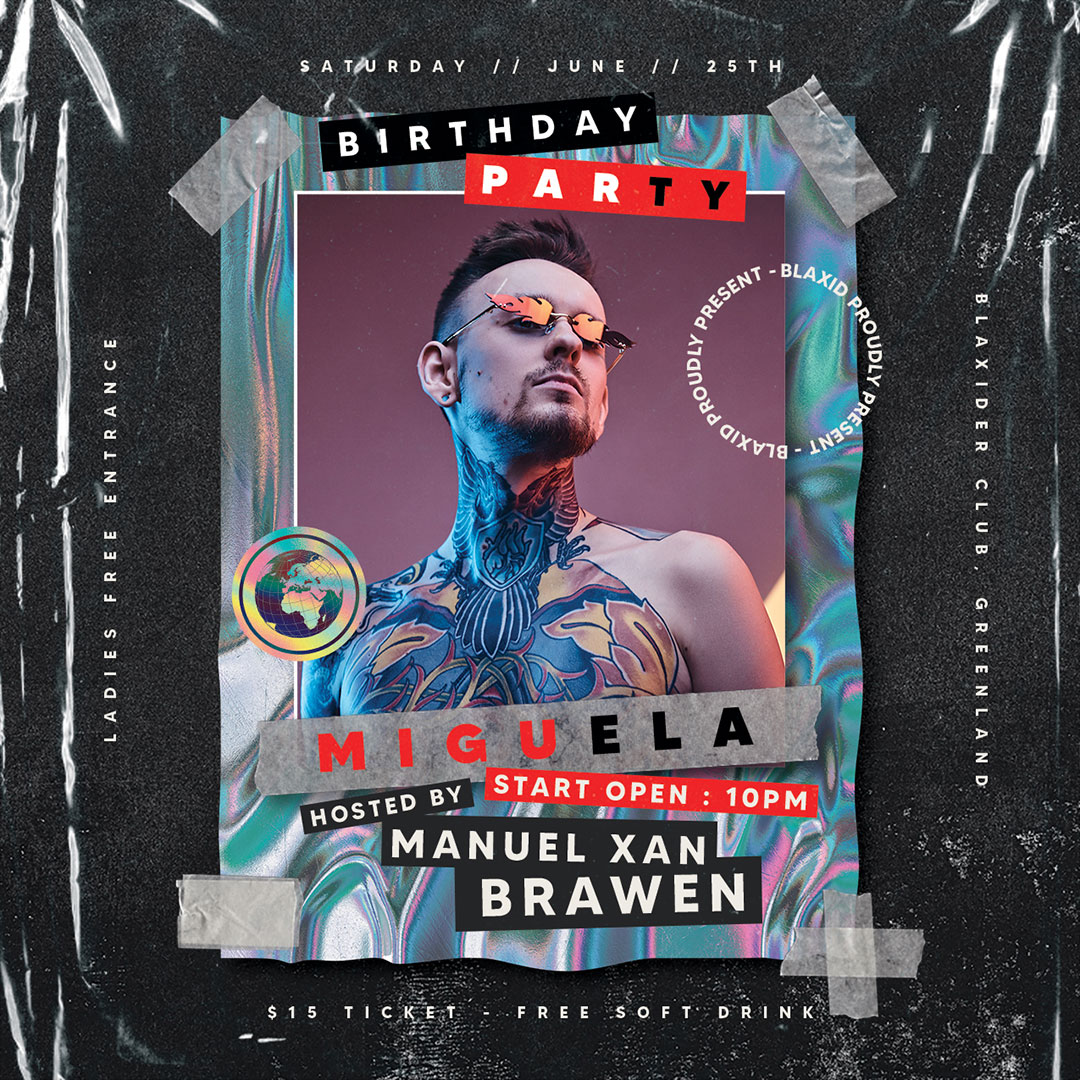 SATURDAY // JUNE // 25TH
BIRTHDAY
PARTY
BLAXID PROUDLY PRESENT - BLAXID PROUDLY PRESENT -
LADIES FREE ENTRANCE
BLAXIDER CLUB, GREENLAND
MIGUELA
START OPEN : 10PM
HOSTED BY
MANUEL XAN
BRAWEN
$15 TICKET - FREE SOFT DRINK